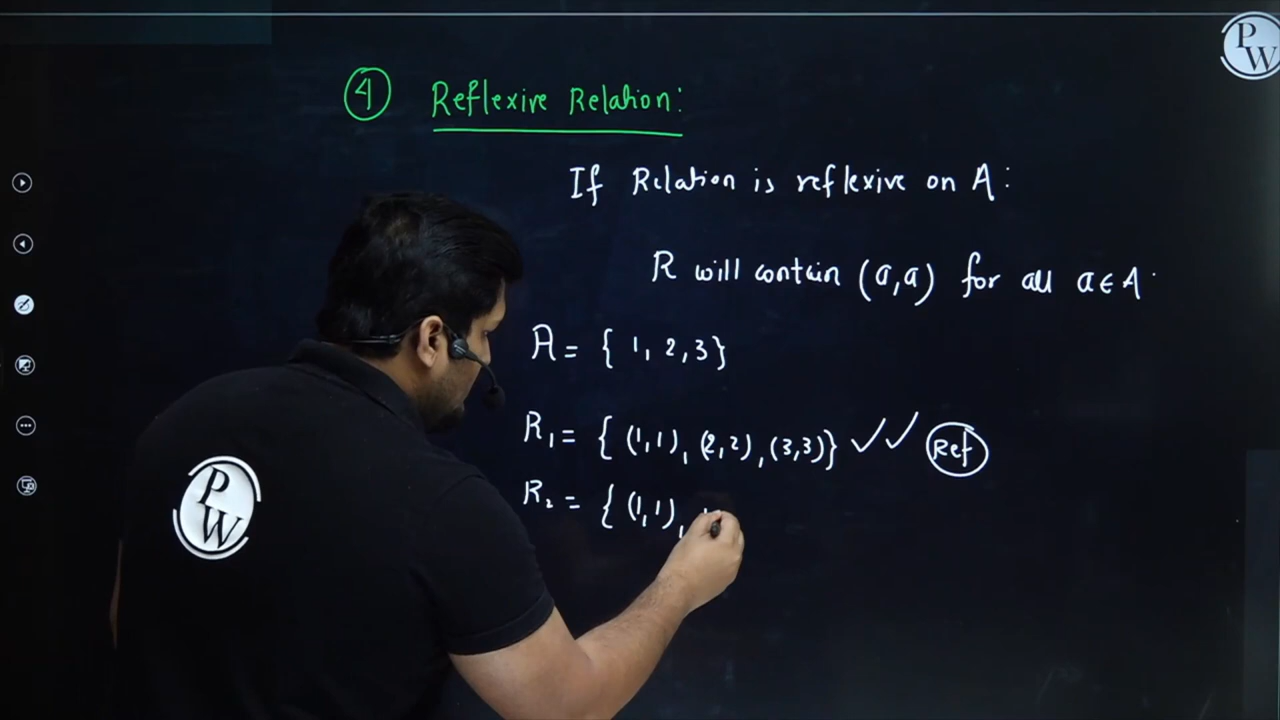 PW
④ Reflexive Relation:
If Relation is reflexive on A:
R will contain (a,a) for all a ∈ A.
A = { 1, 2, 3}
R₁ = { (1,1), (2,2), (3,3)} ✓✓ Ref
R₂ = { (1,1),
PW